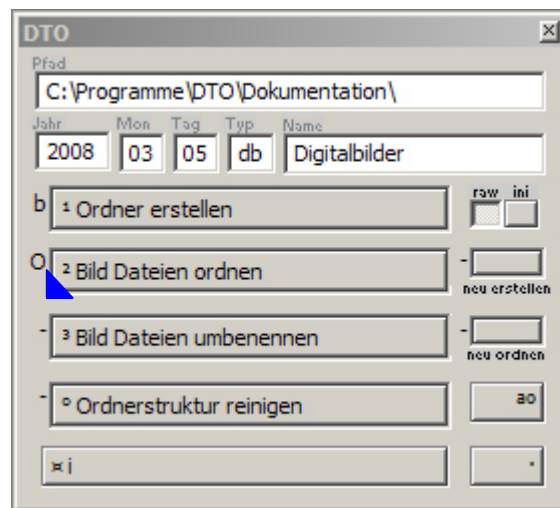 DTO
Pfad
C:\Programme\DTO\Dokumentation\
Jahr Mon Tag Typ Name
2008 03 05 db Digitalbilder
raw ini
b ¹ Ordner erstellen
O ² Bild Dateien ordnen -
neu erstellen
- ³ Bild Dateien umbenennen -
neu ordnen
- º Ordnerstruktur reinigen ao
¤ i .